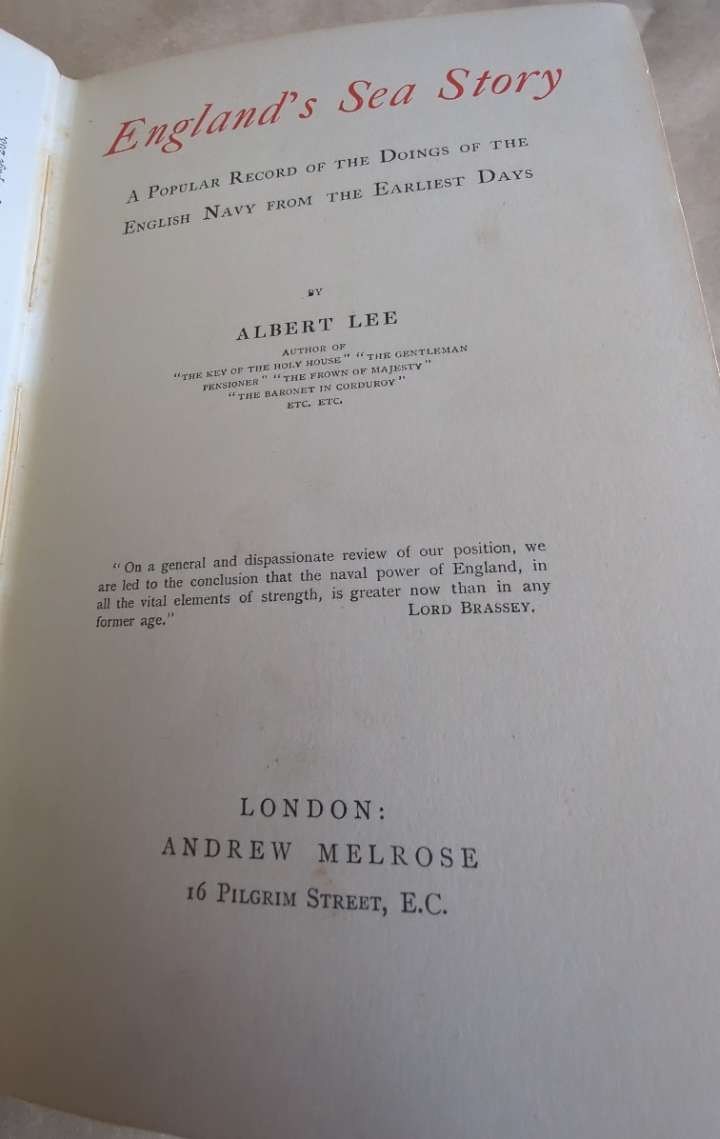 England's Sea Story
A Popular Record of the Doings of the
English Navy from the Earliest Days
BY
ALBERT LEE
AUTHOR OF
"THE KEY OF THE HOLY HOUSE" "THE GENTLEMAN
PENSIONER" "THE FROWN OF MAJESTY"
"THE BARONET IN CORDUROY"
ETC. ETC.
"On a general and dispassionate review of our position, we
are led to the conclusion that the naval power of England, in
all the vital elements of strength, is greater now than in any
former age." Lord Brassey.
LONDON:
ANDREW MELROSE
16 Pilgrim Street, E.C.